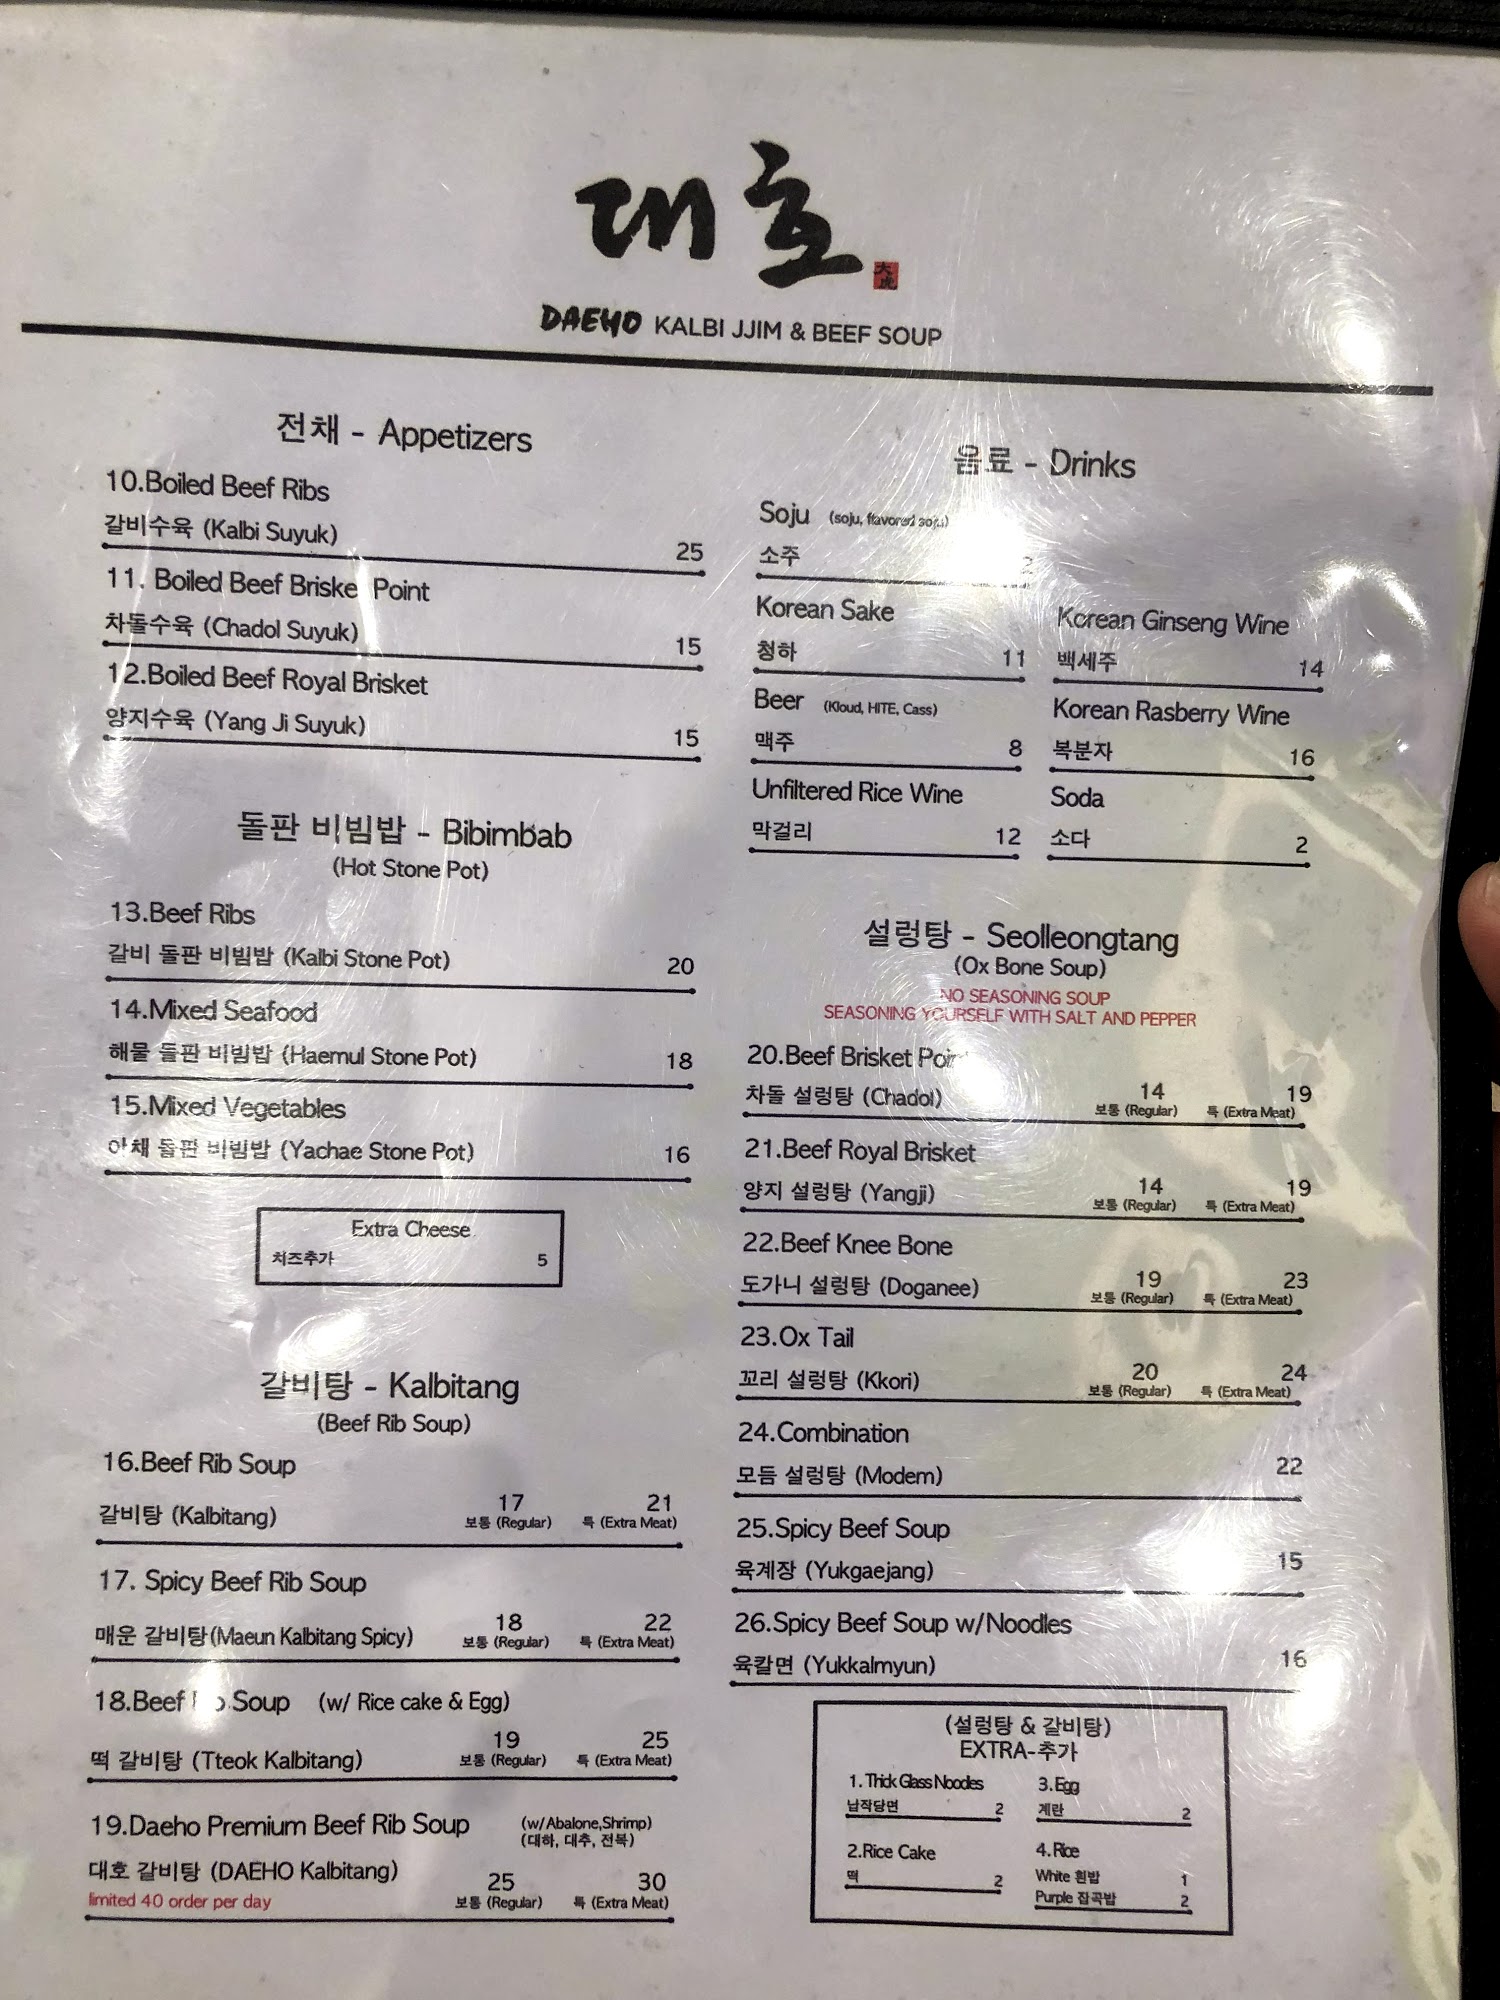 대호
大虎
DAEHO KALBI JJIM & BEEF SOUP
전채 - Appetizers
10.Boiled Beef Ribs
갈비수육 (Kalbi Suyuk)
25
11. Boiled Beef Briske Point
차돌수육 (Chadol Suyuk)
15
12.Boiled Beef Royal Brisket
양지수육 (Yang Ji Suyuk)
15
돌판 비빔밥 - Bibimbab
(Hot Stone Pot)
13.Beef Ribs
갈비 돌판 비빔밥 (Kalbi Stone Pot)
20
14.Mixed Seafood
해물 돌판 비빔밥 (Haemul Stone Pot)
18
15.Mixed Vegetables
야채 돌판 비빔밥 (Yachae Stone Pot)
16
Extra Cheese
치즈추가 5
갈비탕 - Kalbitang
(Beef Rib Soup)
16.Beef Rib Soup
17 21
갈비탕 (Kalbitang) 보통 (Regular) 특 (Extra Meat)
17. Spicy Beef Rib Soup
18 22
매운 갈비탕(Maeun Kalbitang Spicy) 보통 (Regular) 특 (Extra Meat)
18.Beef Soup (w/ Rice cake & Egg)
19 25
떡 갈비탕 (Tteok Kalbitang) 보통 (Regular) 특 (Extra Meat)
19.Daeho Premium Beef Rib Soup (w/Abalone,Shrimp)
(대하, 대추, 전복)
대호 갈비탕 (DAEHO Kalbitang) 25 30
limited 40 order per day 보통 (Regular) 특 (Extra Meat)
음료 - Drinks
Soju (soju, flavored soju)
소주
Korean Sake
청하 11
Beer (Kloud, HITE, Cass)
맥주 8
Unfiltered Rice Wine
막걸리 12
Korean Ginseng Wine
백세주 14
Korean Rasberry Wine
복분자 16
Soda
소다 2
설렁탕 - Seolleongtang
(Ox Bone Soup)
NO SEASONING SOUP
SEASONING YOURSELF WITH SALT AND PEPPER
20.Beef Brisket Point
14 19
차돌 설렁탕 (Chadol) 보통 (Regular) 특 (Extra Meat)
21.Beef Royal Brisket
14 19
양지 설렁탕 (Yangji) 보통 (Regular) 특 (Extra Meat)
22.Beef Knee Bone
19 23
도가니 설렁탕 (Doganee) 보통 (Regular) 특 (Extra Meat)
23.Ox Tail
20 24
꼬리 설렁탕 (Kkori) 보통 (Regular) 특 (Extra Meat)
24.Combination
모듬 설렁탕 (Modem) 22
25.Spicy Beef Soup
육계장 (Yukgaejang) 15
26.Spicy Beef Soup w/Noodles
육칼면 (Yukkalmyun) 16
(설렁탕 & 갈비탕)
EXTRA-추가
1. Thick Glass Noodles
납작당면 2
2.Rice Cake
떡 2
3. Egg
계란 2
4. Rice
White 흰밥 1
Purple 잡곡밥 2